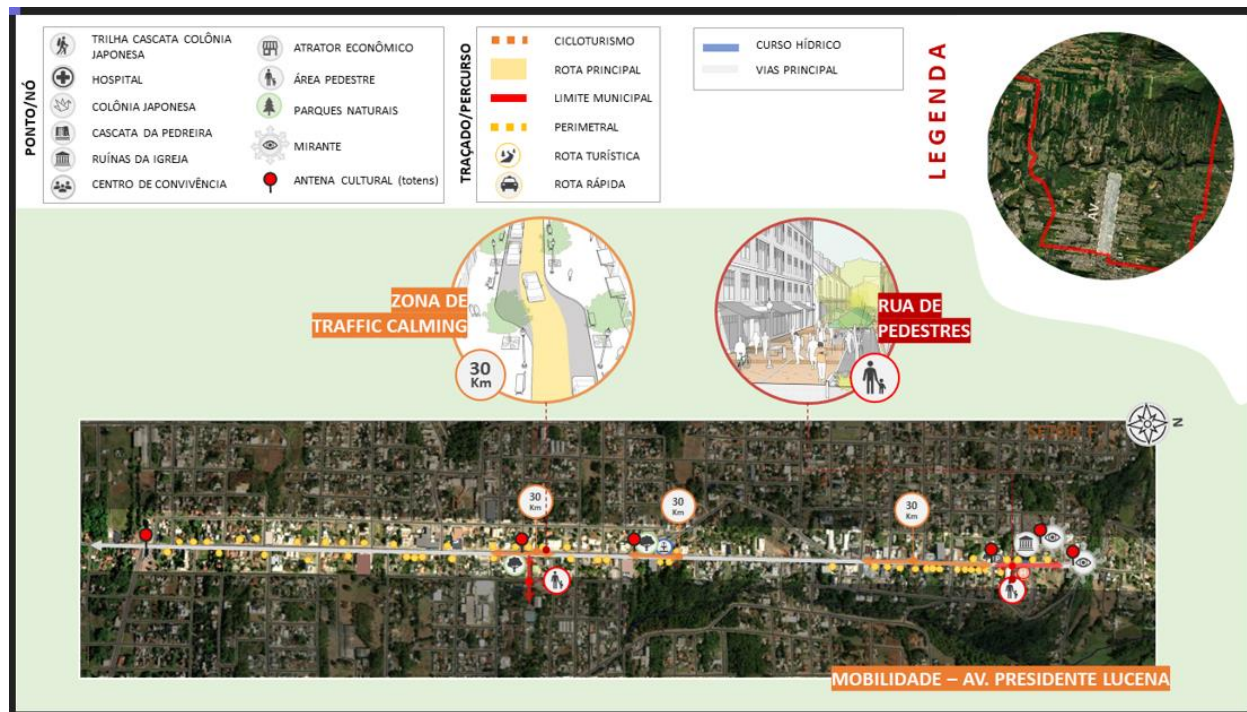 PONTO/NÓ
TRILHA CASCATA COLÔNIA
JAPONESA
HOSPITAL
COLÔNIA JAPONESA
CASCATA DA PEDREIRA
RUÍNAS DA IGREJA
CENTRO DE CONVIVÊNCIA
ATRATOR ECONÔMICO
ÁREA PEDESTRE
PARQUES NATURAIS
MIRANTE
ANTENA CULTURAL (totens)
TRAÇADO/PERCURSO
CICLOTURISMO
ROTA PRINCIPAL
LIMITE MUNICIPAL
PERIMETRAL
ROTA TURÍSTICA
ROTA RÁPIDA
CURSO HÍDRICO
VIAS PRINCIPAL
LEGENDA
AV.
ZONA DE
TRAFFIC CALMING
30
Km
RUA DE
PEDESTRES
N
30
Km
30
Km
30
Km
MOBILIDADE – AV. PRESIDENTE LUCENA